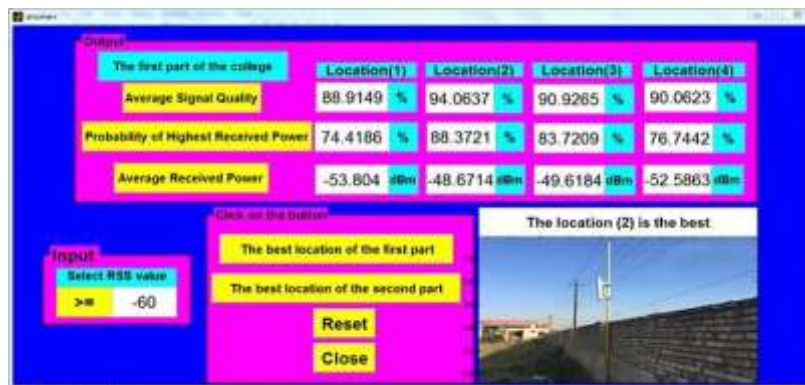 Output
The first part of the college Location(1) Location(2) Location(3) Location(4)
Average Signal Quality 88.9149 % 94.0637 % 90.9265 % 90.0623 %
Probability of Highest Received Power 74.4186 % 88.3721 % 83.7209 % 76.7442 %
Average Received Power -53.804 dBm -48.6714 dBm -49.6184 dBm -52.5863 dBm
Click on the button
The best location of the first part
The best location of the second part
Reset
Close
Input
Select RSS value
>= -60
The location (2) is the best